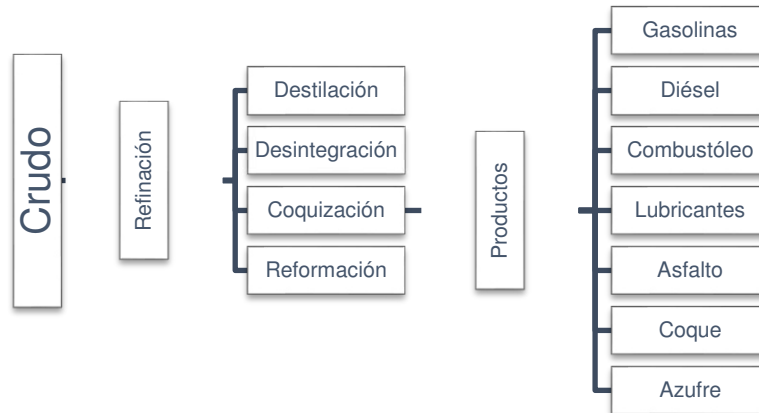 Crudo
Refinación
Destilación
Desintegración
Coquización
Reformación
Productos
Gasolinas
Diésel
Combustóleo
Lubricantes
Asfalto
Coque
Azufre